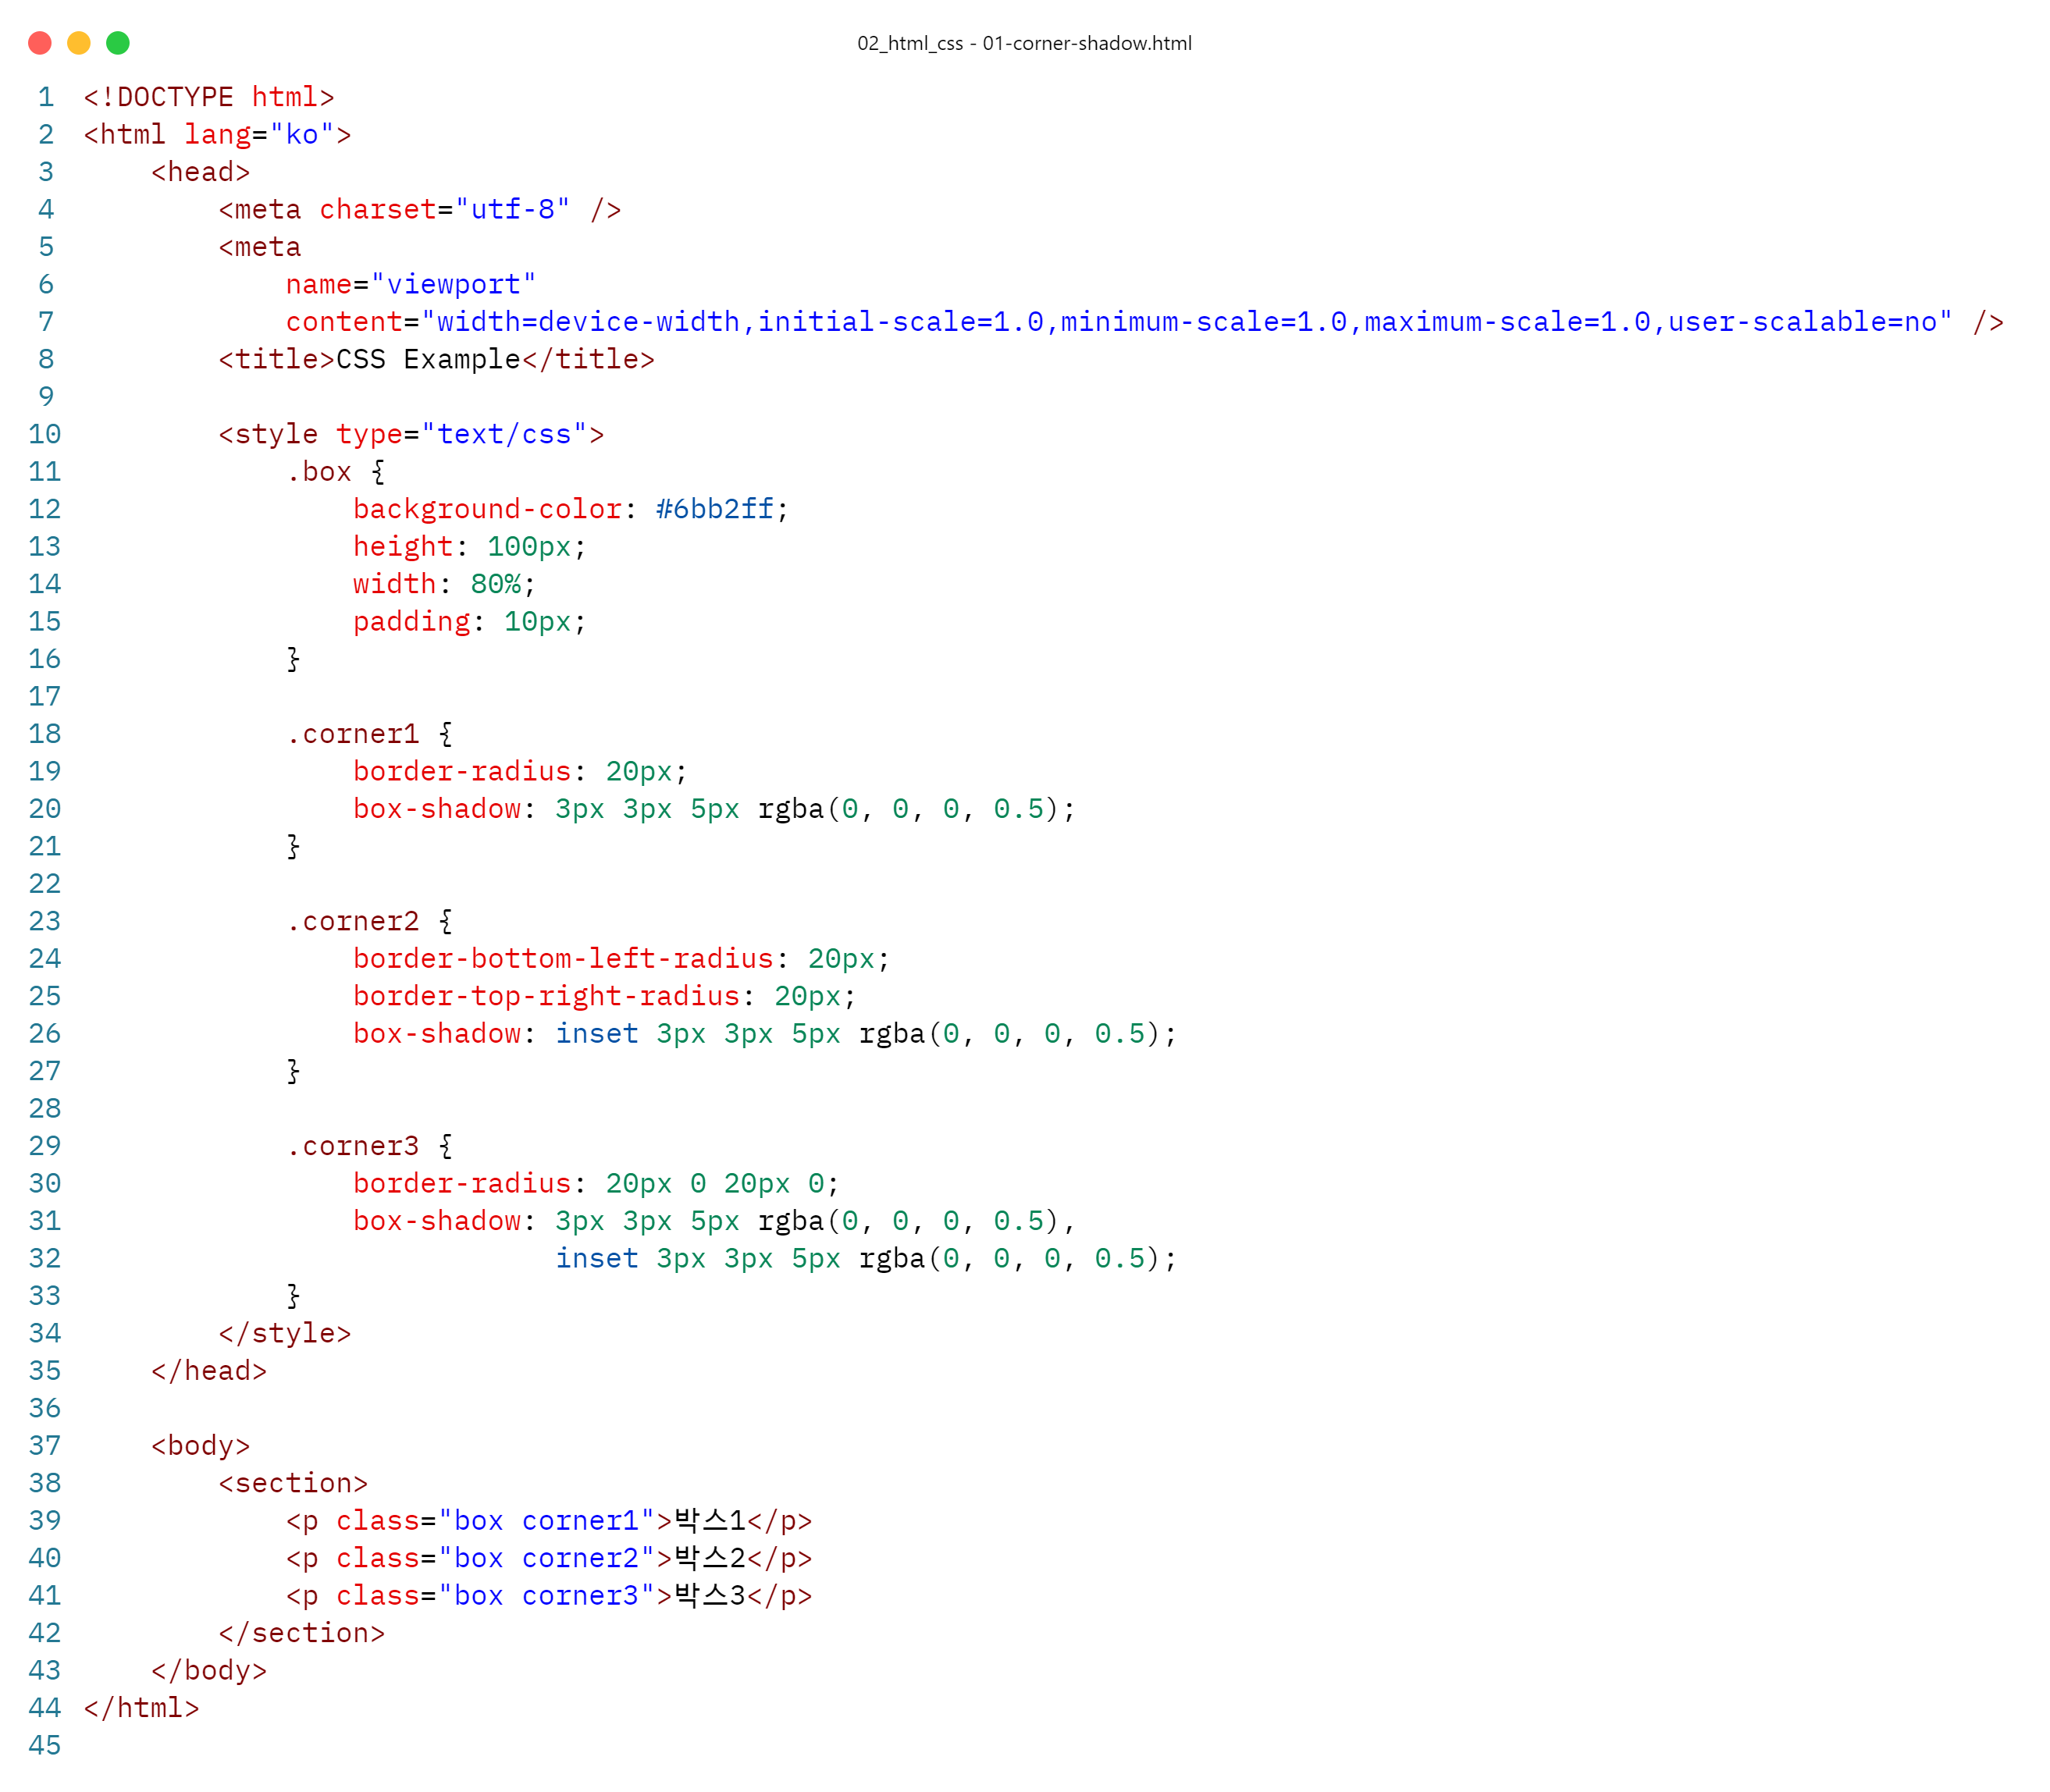 02_html_css - 01-corner-shadow.html
1 <!DOCTYPE html>
2 <html lang="ko">
3     <head>
4         <meta charset="utf-8" />
5         <meta
6             name="viewport"
7             content="width=device-width,initial-scale=1.0,minimum-scale=1.0,maximum-scale=1.0,user-scalable=no" />
8         <title>CSS Example</title>
9
10         <style type="text/css">
11             .box {
12                 background-color: #6bb2ff;
13                 height: 100px;
14                 width: 80%;
15                 padding: 10px;
16             }
17
18             .corner1 {
19                 border-radius: 20px;
20                 box-shadow: 3px 3px 5px rgba(0, 0, 0, 0.5);
21             }
22
23             .corner2 {
24                 border-bottom-left-radius: 20px;
25                 border-top-right-radius: 20px;
26                 box-shadow: inset 3px 3px 5px rgba(0, 0, 0, 0.5);
27             }
28
29             .corner3 {
30                 border-radius: 20px 0 20px 0;
31                 box-shadow: 3px 3px 5px rgba(0, 0, 0, 0.5),
32                             inset 3px 3px 5px rgba(0, 0, 0, 0.5);
33             }
34         </style>
35     </head>
36
37     <body>
38         <section>
39             <p class="box corner1">박스1</p>
40             <p class="box corner2">박스2</p>
41             <p class="box corner3">박스3</p>
42         </section>
43     </body>
44 </html>
45